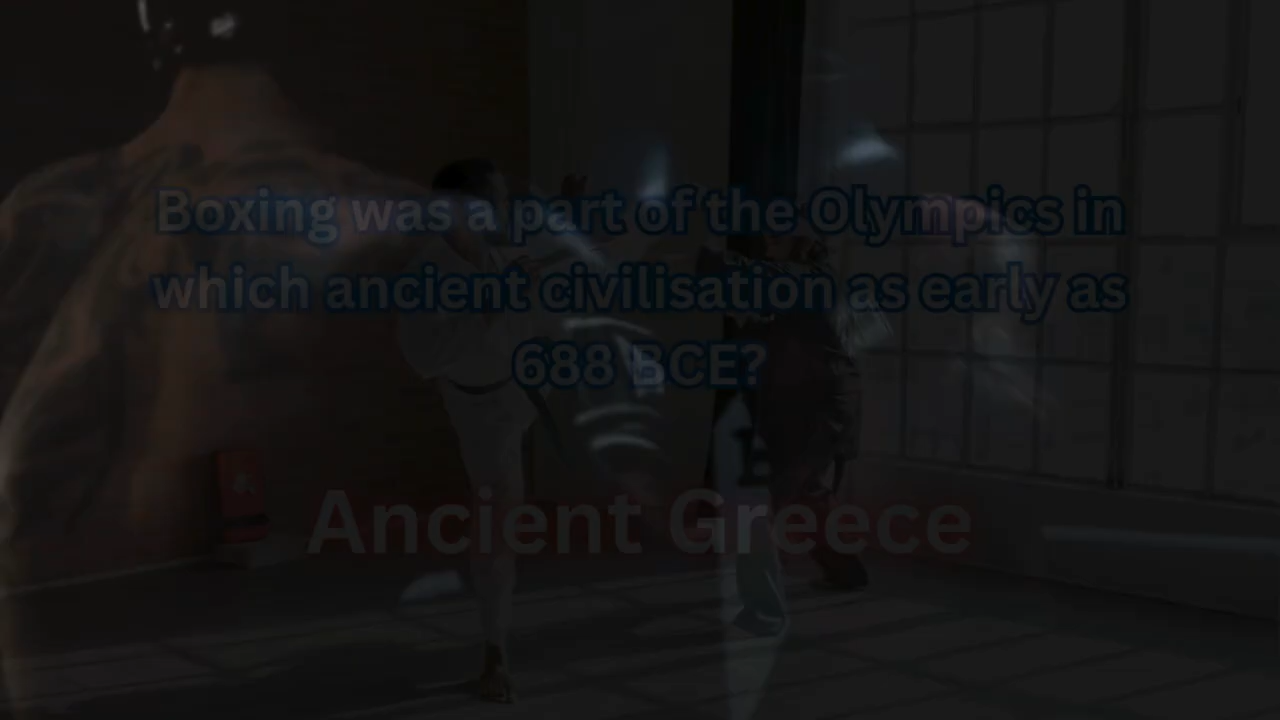 Boxing was a part of the Olympics in
which ancient civilisation as early as
688 BCE?
Ancient Greece